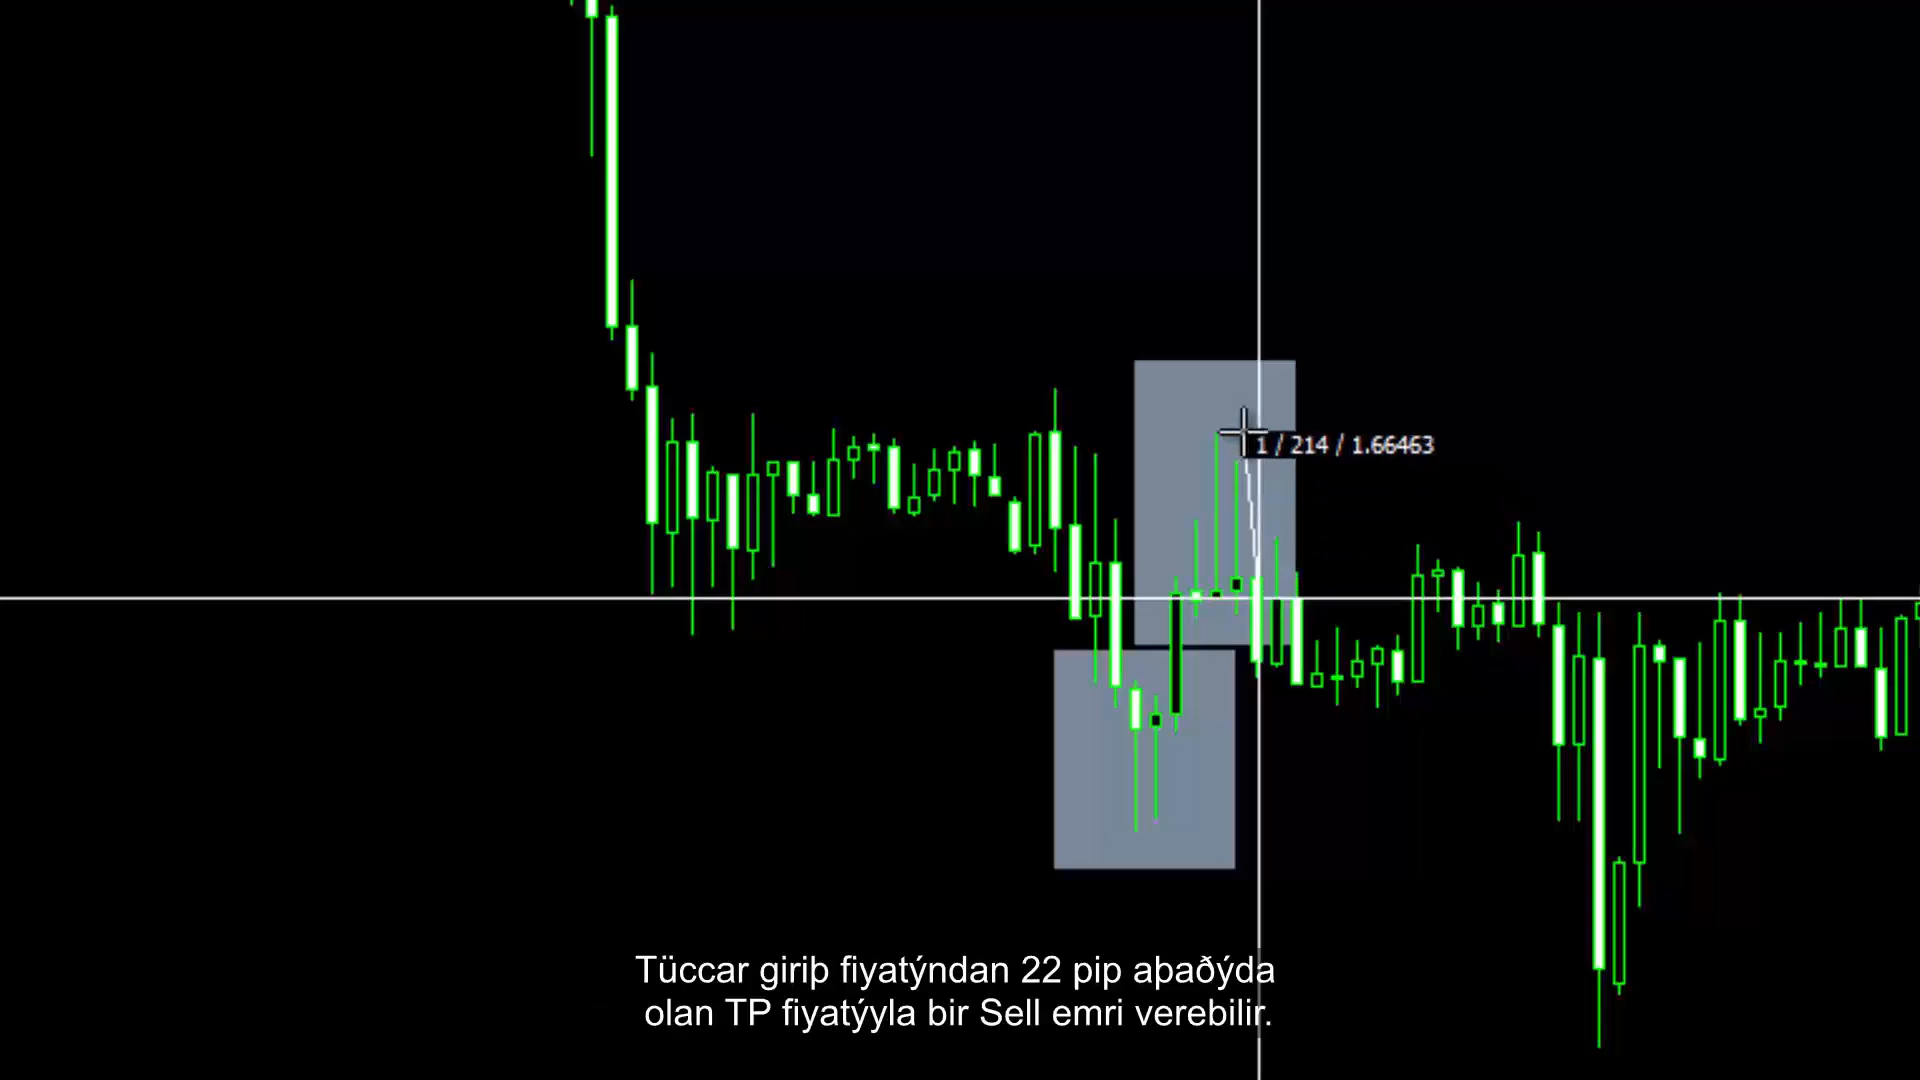 1 / 214 / 1.66463
Tüccar giriþ fiyatýndan 22 pip aþaðýda
olan TP fiyatýyla bir Sell emri verebilir.